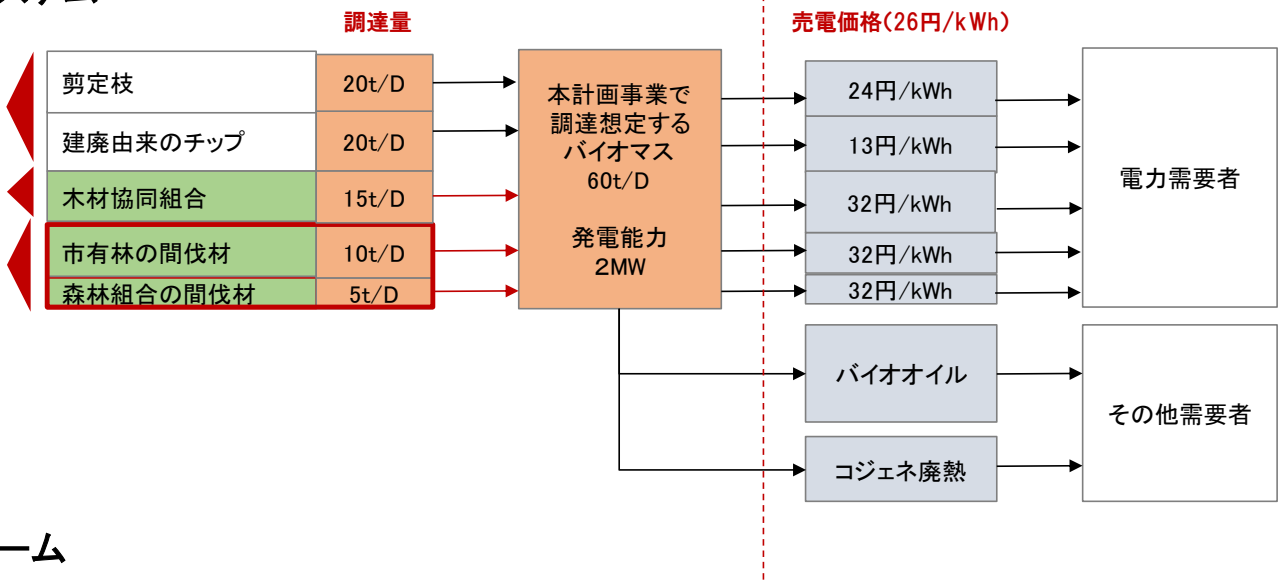 調達量
売電価格(26円/kWh)
剪定枝
20t/D
建廃由来のチップ
20t/D
木材協同組合
15t/D
市有林の間伐材
10t/D
森林組合の間伐材
5t/D
本計画事業で
調達想定する
バイオマス
60t/D
発電能力
2MW
24円/kWh
13円/kWh
32円/kWh
32円/kWh
32円/kWh
電力需要者
バイオオイル
コジェネ廃熱
その他需要者
ーム